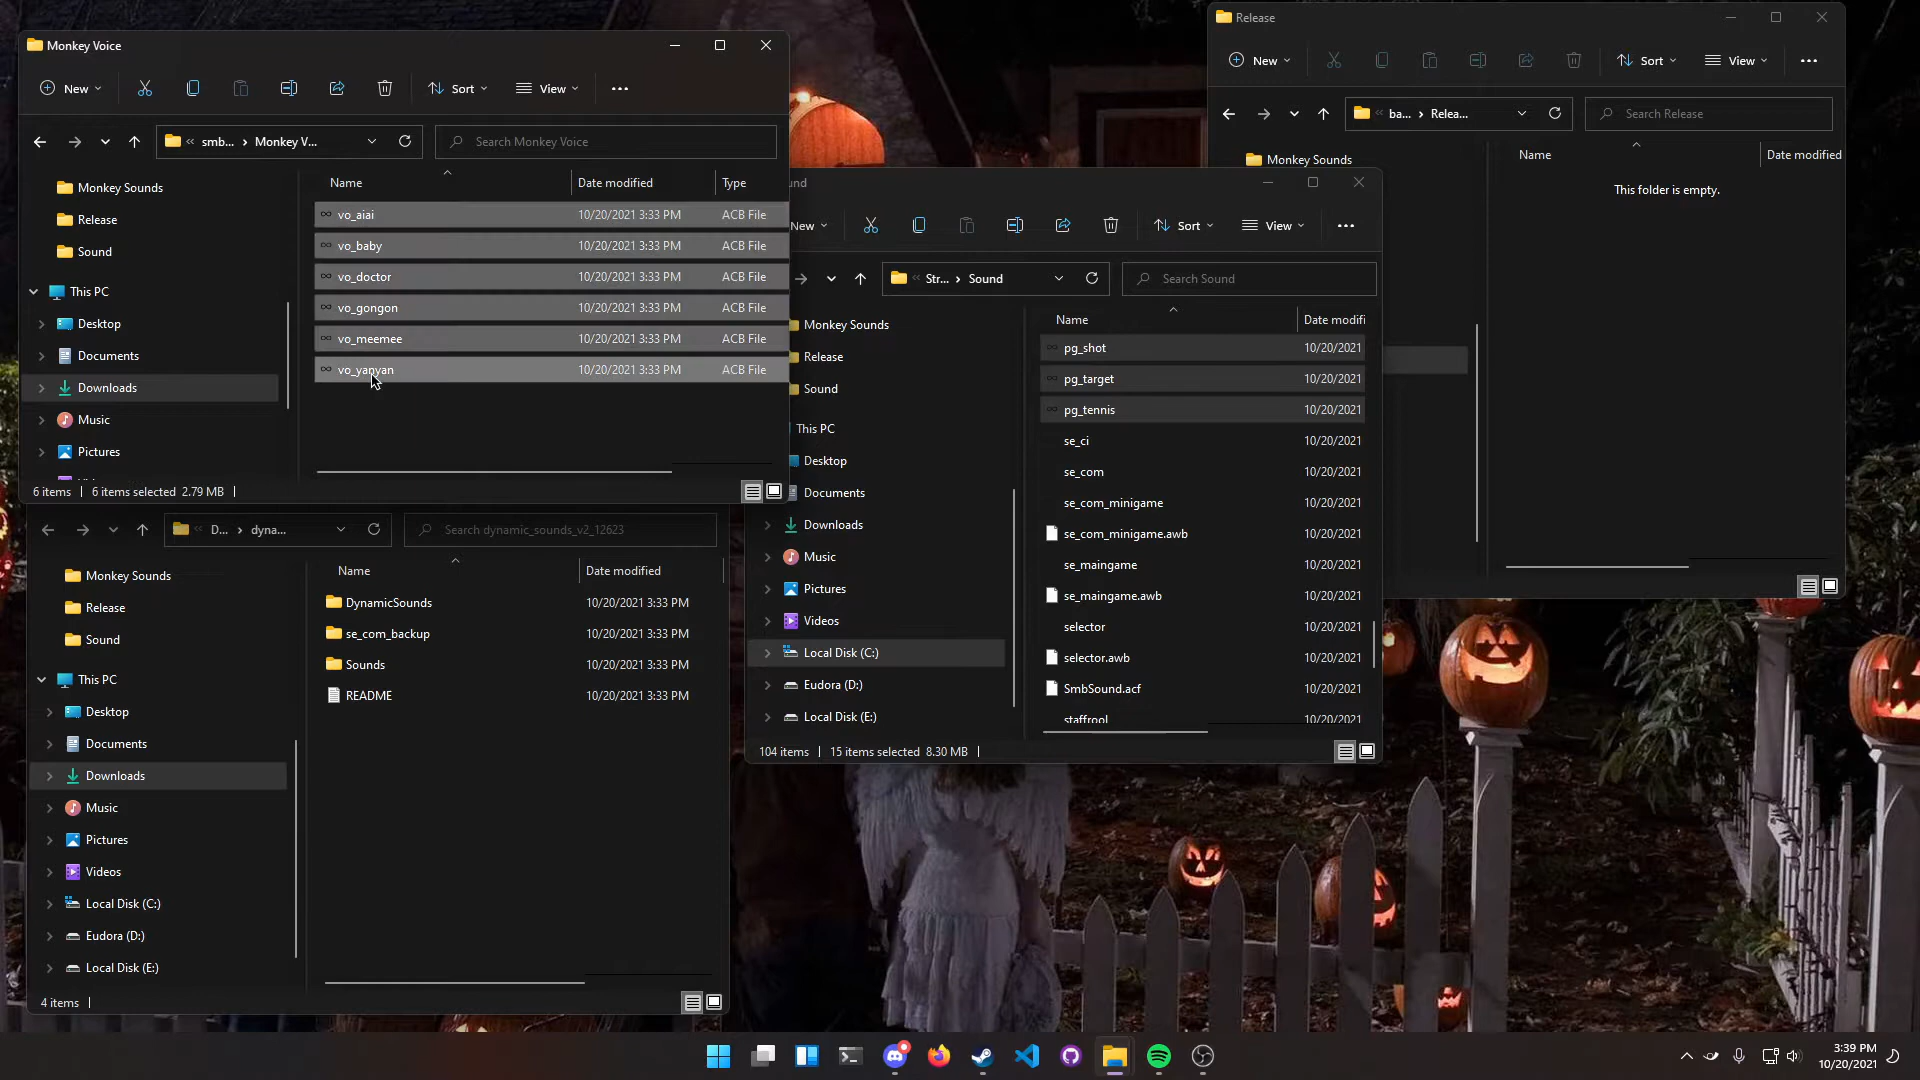 Monkey Voice
New
Sort
View
smb... Monkey V...
Search Monkey Voice
Monkey Sounds
Release
Sound
This PC
Desktop
Documents
Downloads
Music
Pictures
Name
Date modified
Type
vo_aiai 10/20/2021 3:33 PM ACB File
vo_baby 10/20/2021 3:33 PM ACB File
vo_doctor 10/20/2021 3:33 PM ACB File
vo_gongon 10/20/2021 3:33 PM ACB File
vo_meemee 10/20/2021 3:33 PM ACB File
vo_yanyan 10/20/2021 3:33 PM ACB File
6 items 6 items selected 2.79 MB
D... dyna...
Search dynamic_sounds_v2_12623
Monkey Sounds
Release
Sound
This PC
Desktop
Documents
Downloads
Music
Pictures
Videos
Local Disk (C:)
Eudora (D:)
Local Disk (E:)
Name
Date modified
DynamicSounds 10/20/2021 3:33 PM
se_com_backup 10/20/2021 3:33 PM
Sounds 10/20/2021 3:33 PM
README 10/20/2021 3:33 PM
4 items
und
New
Sort
View
Str... Sound
Search Sound
Monkey Sounds
Release
Sound
This PC
Desktop
Documents
Downloads
Music
Pictures
Videos
Local Disk (C:)
Eudora (D:)
Local Disk (E:)
Name
Date modifi
pg_shot 10/20/2021
pg_target 10/20/2021
pg_tennis 10/20/2021
se_ci 10/20/2021
se_com 10/20/2021
se_com_minigame 10/20/2021
se_com_minigame.awb 10/20/2021
se_maingame 10/20/2021
se_maingame.awb 10/20/2021
selector 10/20/2021
selector.awb 10/20/2021
SmbSound.acf 10/20/2021
staffrool 10/20/2021
104 items 15 items selected 8.30 MB
Release
New
Sort
View
ba... Relea...
Search Release
Monkey Sounds
Name
Date modified
This folder is empty.
3:39 PM
10/20/2021